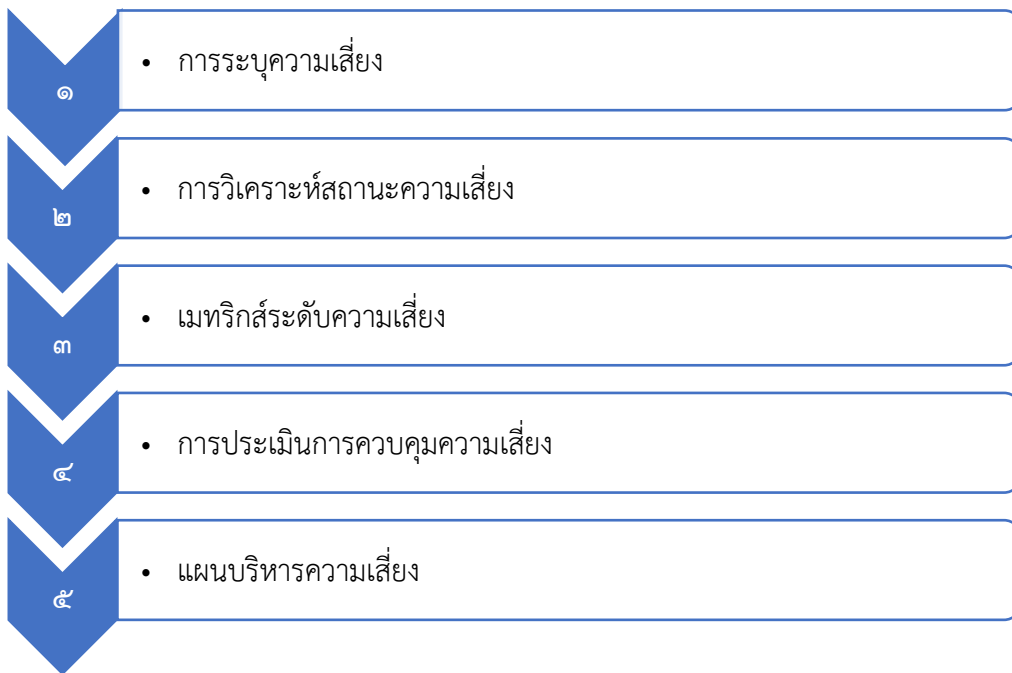 ๑
• การระบุความเสี่ยง
๒
• การวิเคราะห์สถานะความเสี่ยง
๓
• เมทริกส์ระดับความเสี่ยง
๔
• การประเมินการควบคุมความเสี่ยง
๕
• แผนบริหารความเสี่ยง